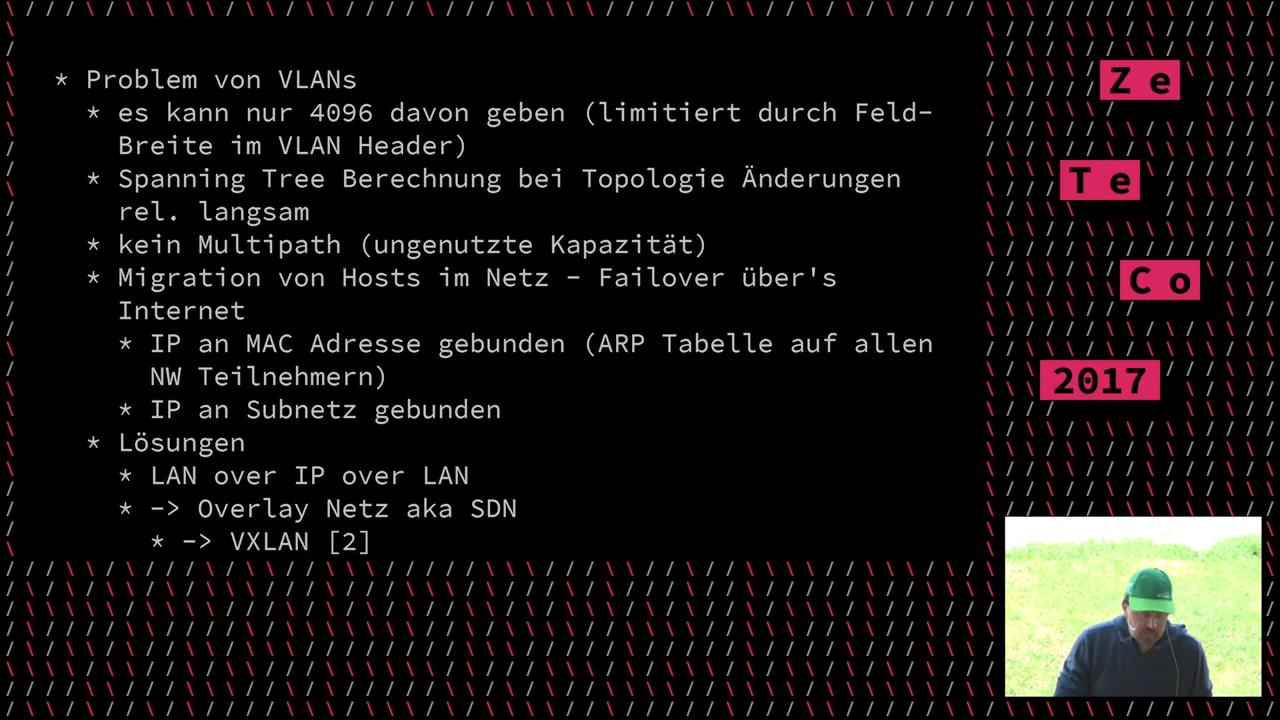 * Problem von VLANs
* es kann nur 4096 davon geben (limitiert durch Feld-
Breite im VLAN Header)
* Spanning Tree Berechnung bei Topologie Änderungen
rel. langsam
* kein Multipath (ungenutzte Kapazität)
* Migration von Hosts im Netz - Failover über's
Internet
* IP an MAC Adresse gebunden (ARP Tabelle auf allen
NW Teilnehmern)
* IP an Subnetz gebunden
* Lösungen
* LAN over IP over LAN
* -> Overlay Netz aka SDN
* -> VXLAN [2]
Z e
T e
C o
2017